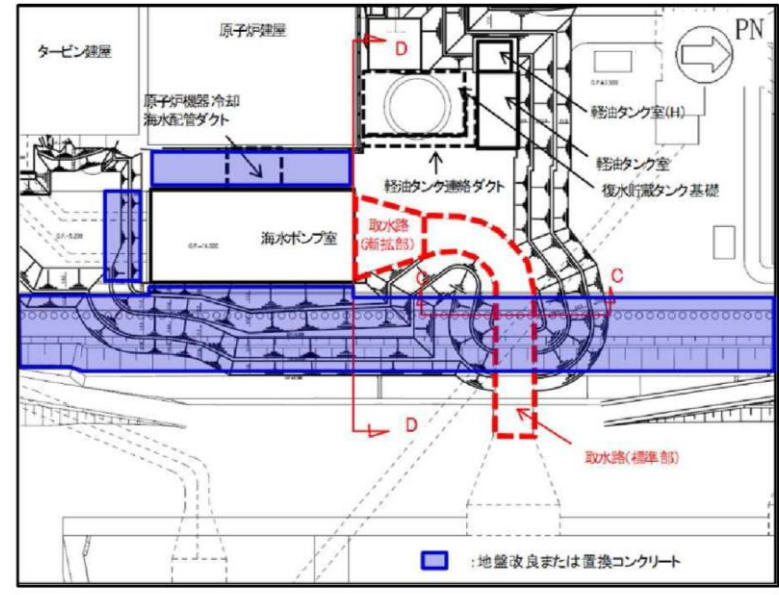 原子炉建屋
タービン建屋
D
PN
原子炉機器冷却
海水配管ダクト
軽油タンク室(H)
軽油タンク室
軽油タンク連絡ダクト
復水貯蔵タンク基礎
取水路
(漸拡部)
海水ポンプ室
O.P.-14.000
C
C
D
取水路(標準部)
:地盤改良または置換コンクリート